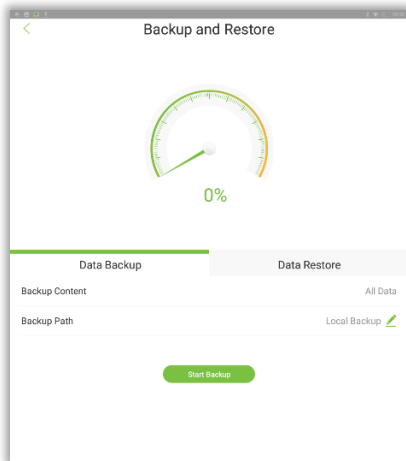 Backup and Restore
0%
Data Backup Data Restore
Backup Content All Data
Backup Path Local Backup
Start Backup